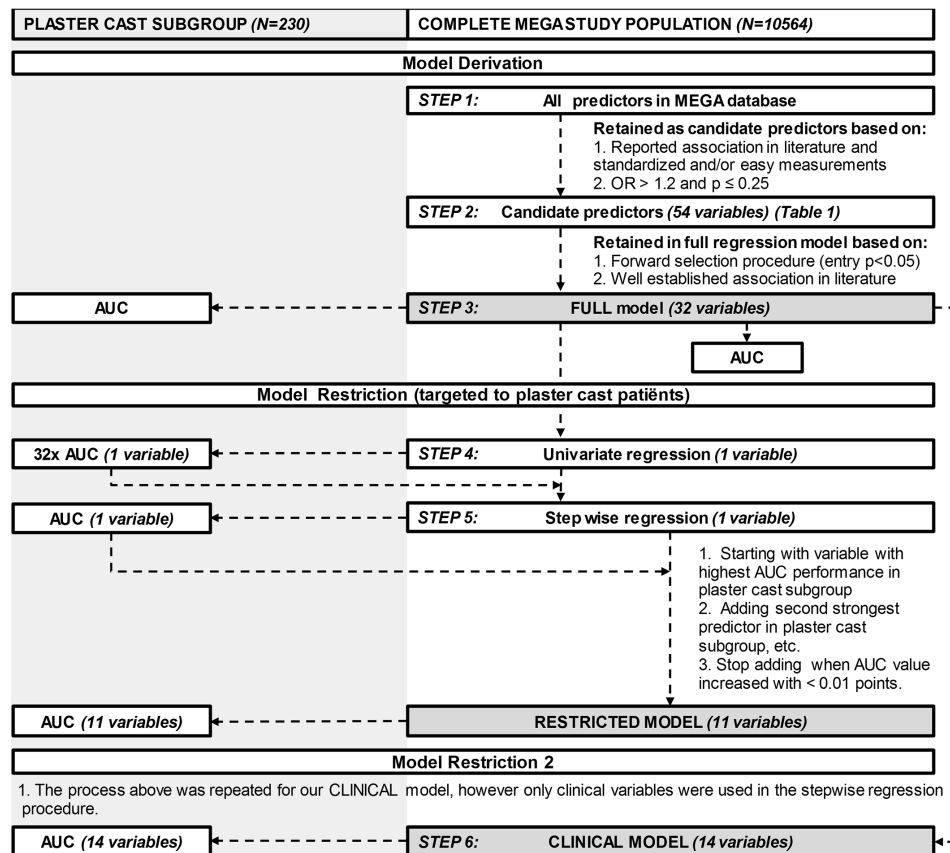 PLASTER CAST SUBGROUP (N=230)
COMPLETE MEGA STUDY POPULATION (N=10564)
Model Derivation
STEP 1: All predictors in MEGA database
Retained as candidate predictors based on:
1. Reported association in literature and
standardized and/or easy measurements
2. OR > 1.2 and p ≤ 0.25
STEP 2: Candidate predictors (54 variables) (Table 1)
Retained in full regression model based on:
1. Forward selection procedure (entry p<0.05)
2. Well established association in literature
AUC
STEP 3: FULL model (32 variables)
AUC
Model Restriction (targeted to plaster cast patiënts)
32x AUC (1 variable)
STEP 4: Univariate regression (1 variable)
AUC (1 variable)
STEP 5: Step wise regression (1 variable)
1. Starting with variable with
highest AUC performance in
plaster cast subgroup
2. Adding second strongest
predictor in plaster cast
subgroup, etc.
3. Stop adding when AUC value
increased with < 0.01 points.
AUC (11 variables)
RESTRICTED MODEL (11 variables)
Model Restriction 2
1. The process above was repeated for our CLINICAL model, however only clinical variables were used in the stepwise regression
procedure.
AUC (14 variables)
STEP 6: CLINICAL MODEL (14 variables)